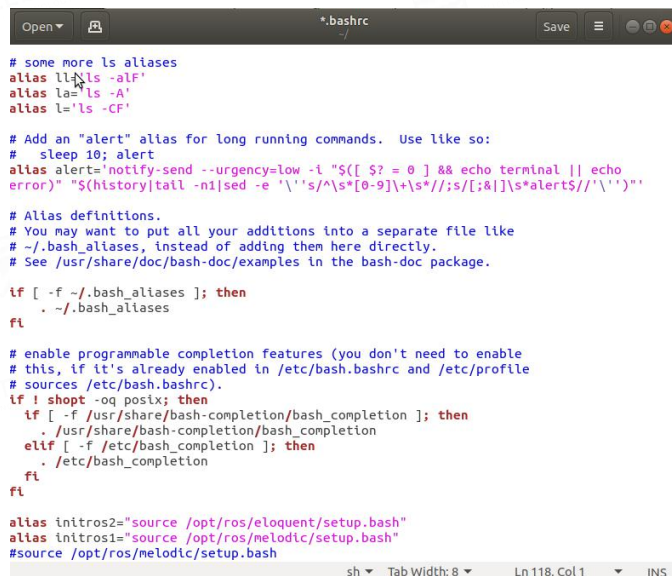 Open
*.bashrc
~/
Save
# some more ls aliases
alias ll='ls -alF'
alias la='ls -A'
alias l='ls -CF'
# Add an "alert" alias for long running commands.  Use like so:
#   sleep 10; alert
alias alert='notify-send --urgency=low -i "$([ $? = 0 ] && echo terminal || echo
error)" "$(history|tail -n1|sed -e '\''s/^\s*[0-9]\+\s*//;s/[;&|]\s*alert$//'\'')"'
# Alias definitions.
# You may want to put all your additions into a separate file like
# ~/.bash_aliases, instead of adding them here directly.
# See /usr/share/doc/bash-doc/examples in the bash-doc package.
if [ -f ~/.bash_aliases ]; then
    . ~/.bash_aliases
fi
# enable programmable completion features (you don't need to enable
# this, if it's already enabled in /etc/bash.bashrc and /etc/profile
# sources /etc/bash.bashrc).
if ! shopt -oq posix; then
  if [ -f /usr/share/bash-completion/bash_completion ]; then
    . /usr/share/bash-completion/bash_completion
  elif [ -f /etc/bash_completion ]; then
    . /etc/bash_completion
  fi
fi
alias initros2="source /opt/ros/eloquent/setup.bash"
alias initros1="source /opt/ros/melodic/setup.bash"
#source /opt/ros/melodic/setup.bash
sh Tab Width: 8 Ln 118, Col 1 INS